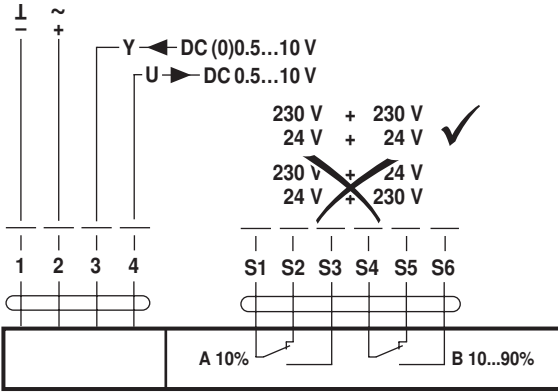 ⊥ ~
− +
Y DC (0)0.5…10 V
U DC 0.5…10 V
230 V + 230 V
24 V + 24 V
230 V + 24 V
24 V + 230 V
1 2 3 4 S1 S2 S3 S4 S5 S6
A 10% B 10...90%